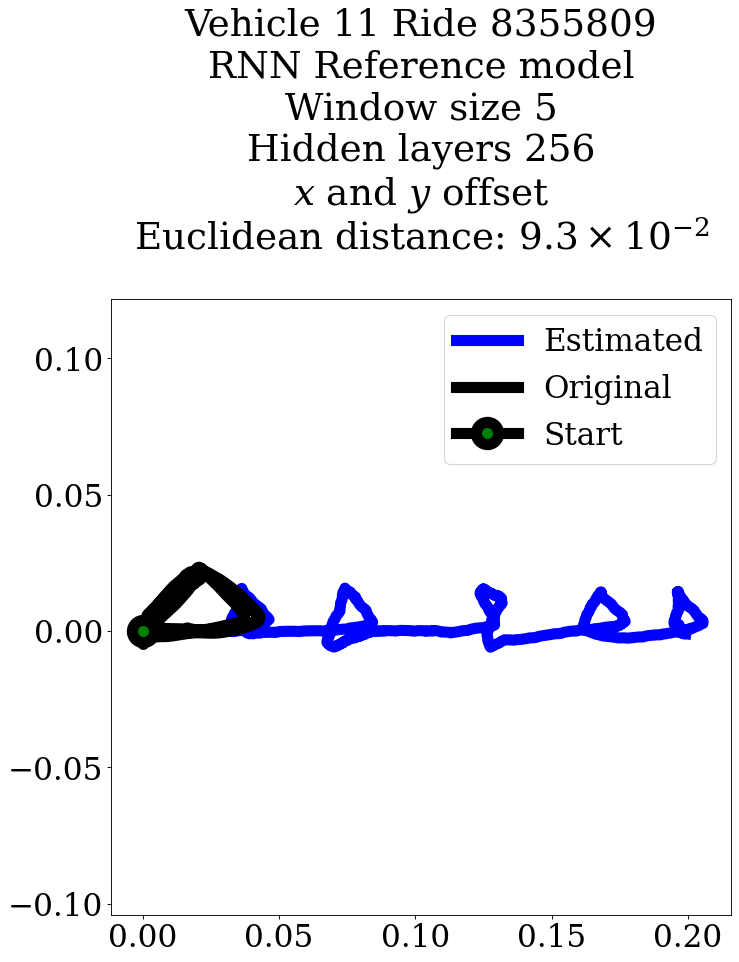 Vehicle 11 Ride 8355809
RNN Reference model
Window size 5
Hidden layers 256
x and y offset
Euclidean distance: 9.3 × 10⁻²
Estimated
Original
Start
0.10
0.05
0.00
−0.05
−0.10
0.00 0.05 0.10 0.15 0.20